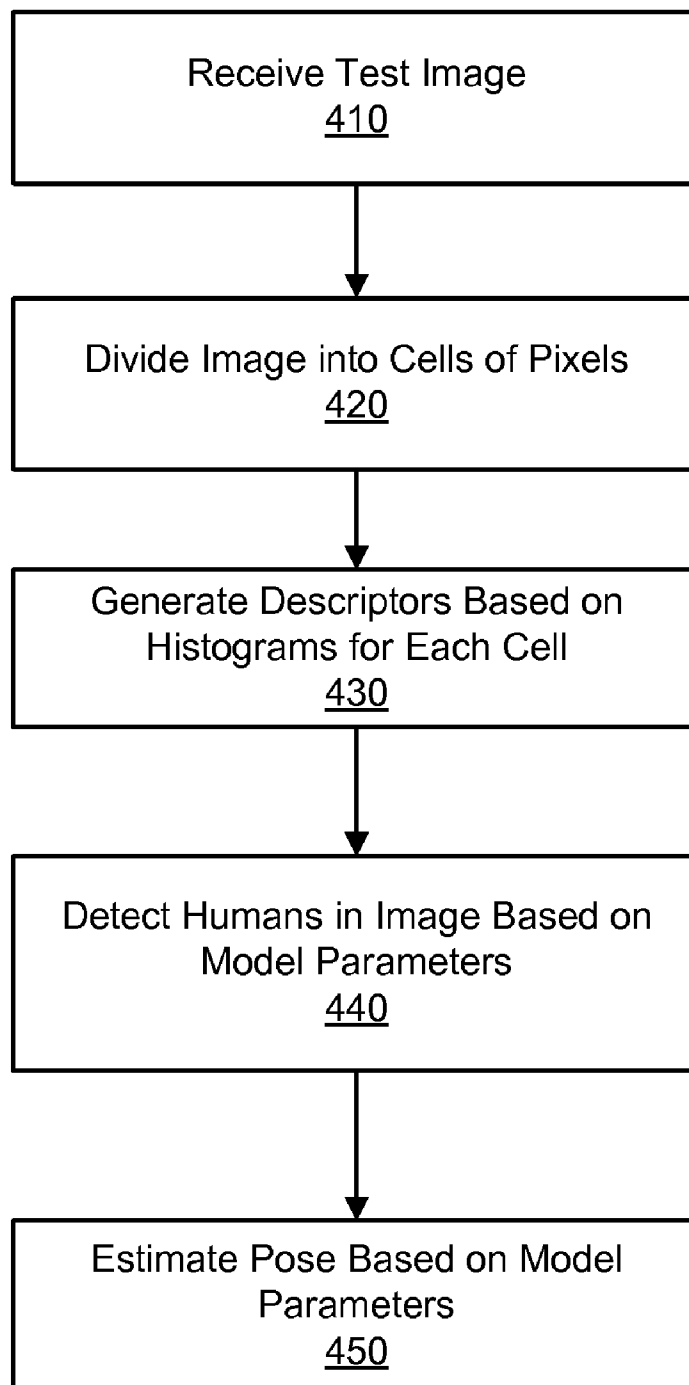 Receive Test Image
410
Divide Image into Cells of Pixels
420
Generate Descriptors Based on
Histograms for Each Cell
430
Detect Humans in Image Based on
Model Parameters
440
Estimate Pose Based on Model
Parameters
450